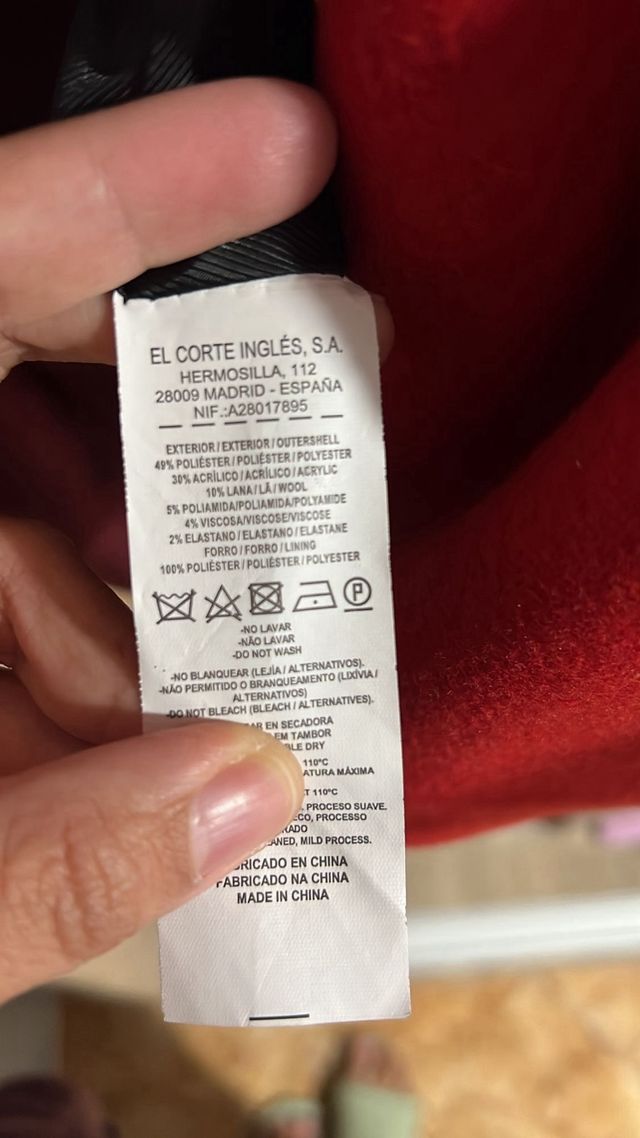 EL CORTE INGLÉS, S.A.
HERMOSILLA, 112
28009 MADRID - ESPAÑA
NIF.:A28017895
EXTERIOR / EXTERIOR / OUTERSHELL
49% POLIÉSTER / POLIÉSTER / POLYESTER
30% ACRÍLICO / ACRÍLICO / ACRYLIC
10% LANA / LÃ / WOOL
5% POLIAMIDA/POLIAMIDA/POLYAMIDE
4% VISCOSA/VISCOSE/VISCOSE
2% ELASTANO / ELASTANO / ELASTANE
FORRO / FORRO / LINING
100% POLIÉSTER / POLIÉSTER / POLYESTER
P
-NO LAVAR
-NÃO LAVAR
-DO NOT WASH
-NO BLANQUEAR (LEJÍA / ALTERNATIVOS).
-NÃO PERMITIDO O BRANQUEAMENTO (LIXÍVIA /
ALTERNATIVOS)
-DO NOT BLEACH (BLEACH / ALTERNATIVES).
EN SECADORA
EM TAMBOR
DRY
110ºC
MÁXIMA
110ºC
PROCESO SUAVE.
PROCESSO
MILD PROCESS.
EN CHINA
FABRICADO NA CHINA
MADE IN CHINA